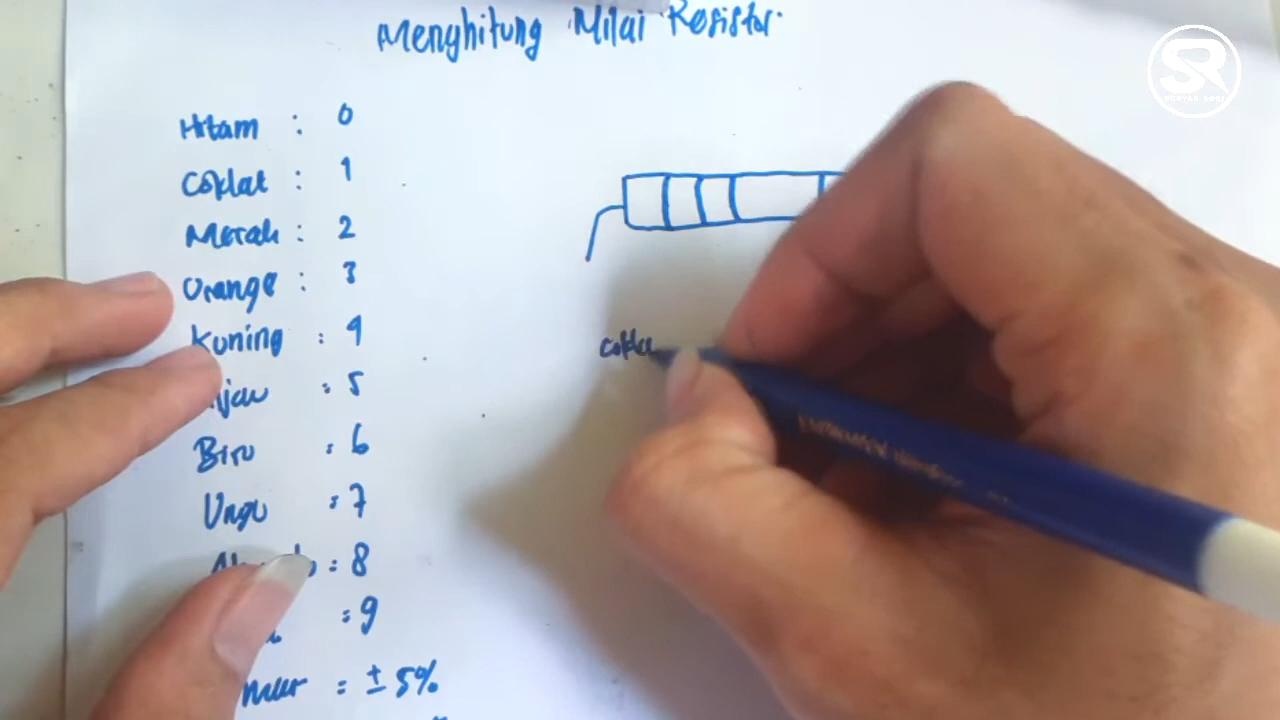 Menghitung Nilai Resistor
Hitam : 0
Coklat : 1
Merah : 2
Orange : 3
Kuning : 4
: 5
Biru : 6
Ungu : 7
: 8
: 9
: ± 5%
SR